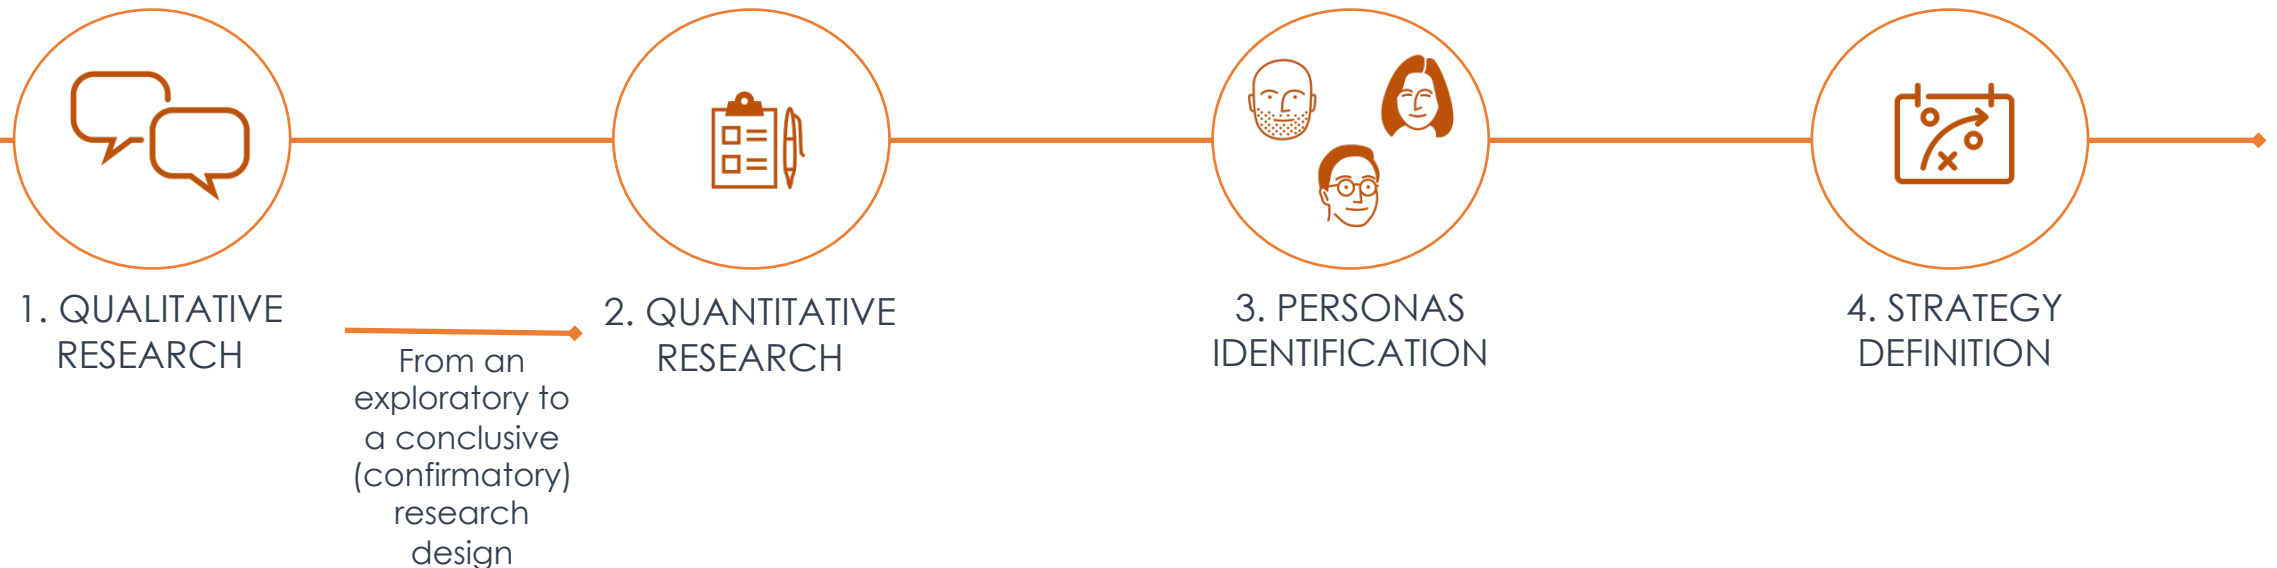 1. QUALITATIVE
RESEARCH
From an
exploratory to
a conclusive
(confirmatory)
research
design
2. QUANTITATIVE
RESEARCH
3. PERSONAS
IDENTIFICATION
4. STRATEGY
DEFINITION